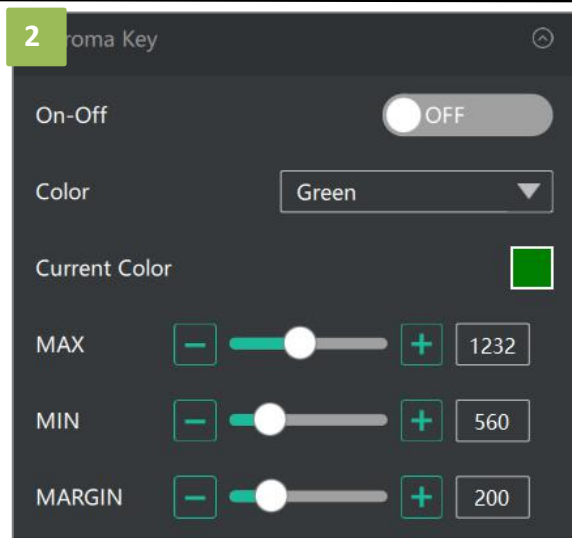 2
roma Key
On-Off OFF
Color Green
Current Color
MAX 1232
MIN 560
MARGIN 200